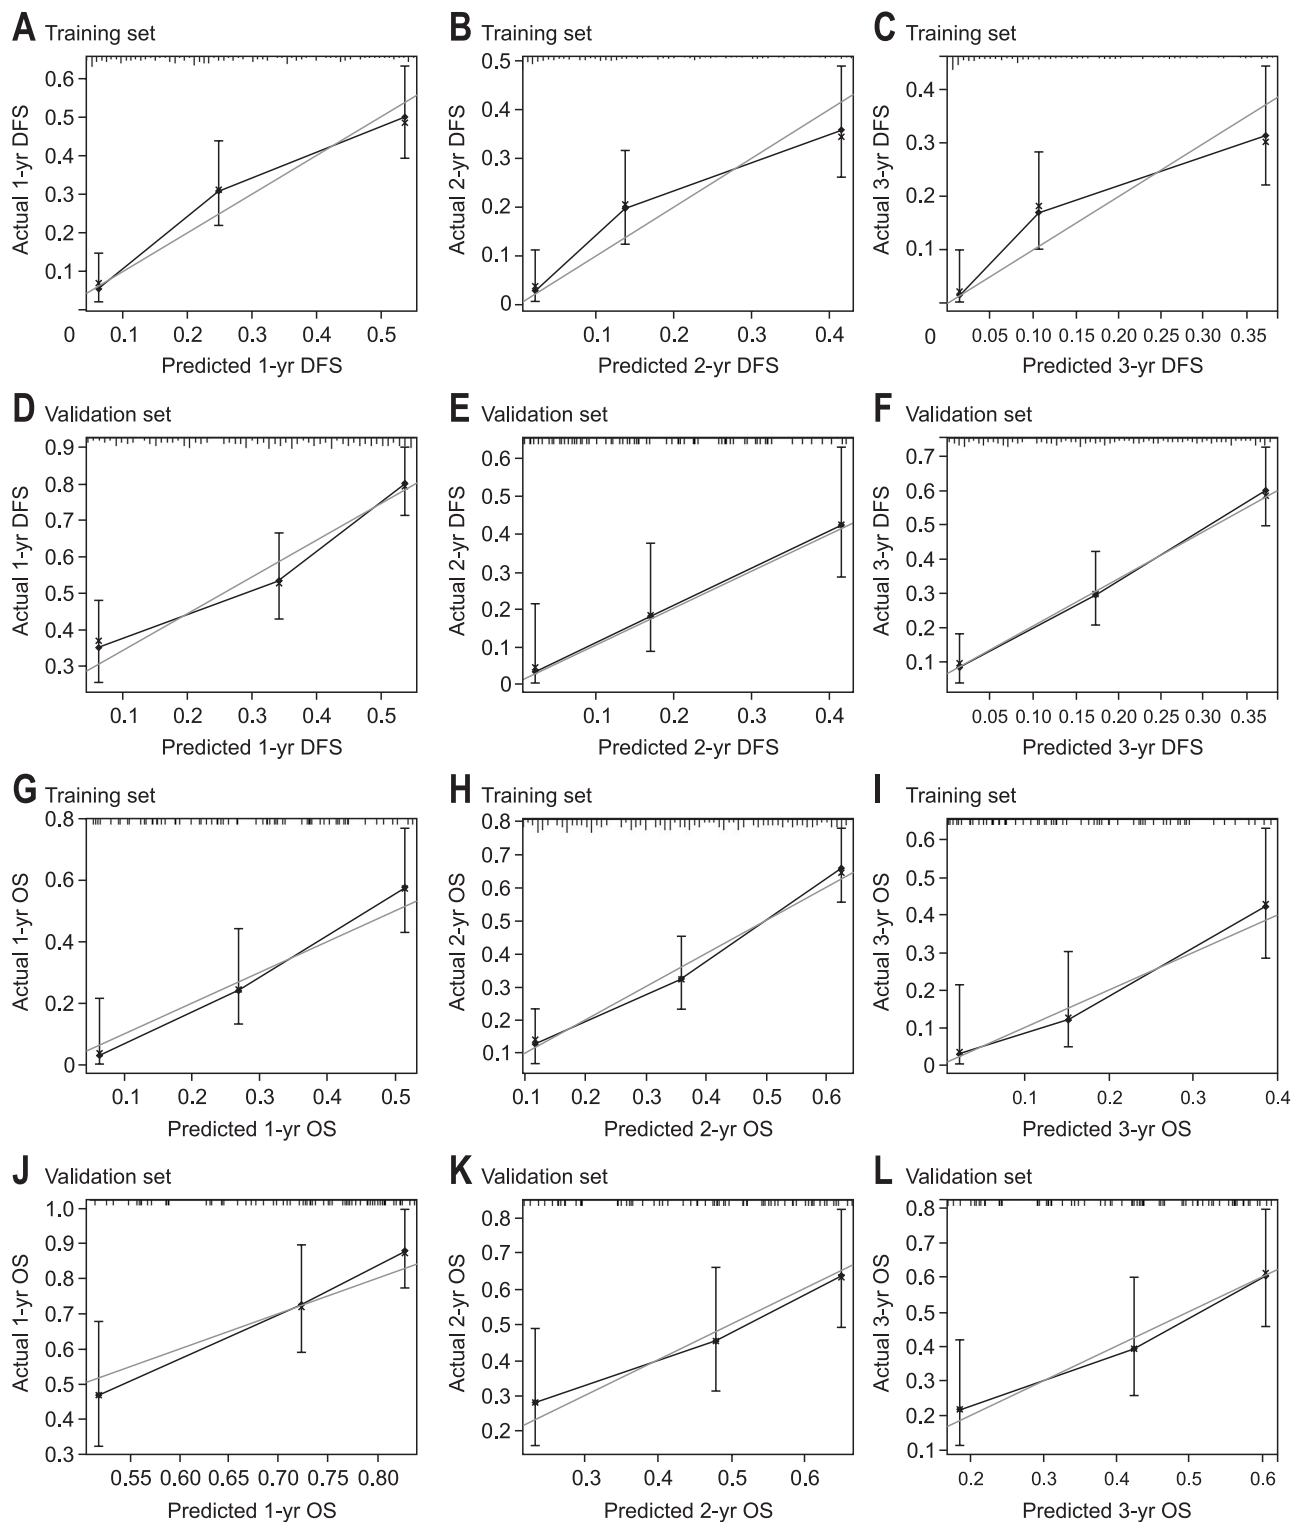 A Training set
0.6
0.5
0.4
0.3
0.2
0.1
0
0.1 0.2 0.3 0.4 0.5
Actual 1-yr DFS
Predicted 1-yr DFS
B Training set
0.5
0.4
0.3
0.2
0.1
0
0.1 0.2 0.3 0.4
Actual 2-yr DFS
Predicted 2-yr DFS
C Training set
0.4
0.3
0.2
0.1
0
0.05 0.10 0.15 0.20 0.25 0.30 0.35
Actual 3-yr DFS
Predicted 3-yr DFS
D Validation set
0.9
0.8
0.7
0.6
0.5
0.4
0.3
0.1 0.2 0.3 0.4 0.5
Actual 1-yr DFS
Predicted 1-yr DFS
E Validation set
0.6
0.5
0.4
0.3
0.2
0.1
0
0.1 0.2 0.3 0.4
Actual 2-yr DFS
Predicted 2-yr DFS
F Validation set
0.7
0.6
0.5
0.4
0.3
0.2
0.1
0.05 0.10 0.15 0.20 0.25 0.30 0.35
Actual 3-yr DFS
Predicted 3-yr DFS
G Training set
0.8
0.6
0.4
0.2
0
0.1 0.2 0.3 0.4 0.5
Actual 1-yr OS
Predicted 1-yr OS
H Training set
0.8
0.7
0.6
0.5
0.4
0.3
0.2
0.1
0.1 0.2 0.3 0.4 0.5 0.6
Actual 2-yr OS
Predicted 2-yr OS
I Training set
0.6
0.5
0.4
0.3
0.2
0.1
0
0.1 0.2 0.3 0.4
Actual 3-yr OS
Predicted 3-yr OS
J Validation set
1.0
0.9
0.8
0.7
0.6
0.5
0.3
0.55 0.60 0.65 0.70 0.75 0.80
Actual 1-yr OS
Predicted 1-yr OS
K Validation set
0.8
0.7
0.6
0.5
0.4
0.3
0.2
0.3 0.4 0.5 0.6
Actual 2-yr OS
Predicted 2-yr OS
L Validation set
0.8
0.7
0.6
0.5
0.4
0.3
0.2
0.1
0.2 0.3 0.4 0.5 0.6
Actual 3-yr OS
Predicted 3-yr OS